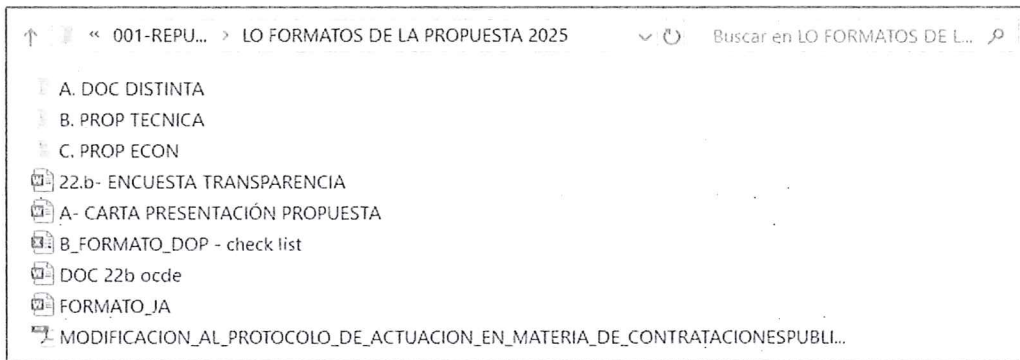 « 001-REPU... > LO FORMATOS DE LA PROPUESTA 2025 Buscar en LO FORMATOS DE L...
A. DOC DISTINTA
B. PROP TECNICA
C. PROP ECON
22.b- ENCUESTA TRANSPARENCIA
A- CARTA PRESENTACIÓN PROPUESTA
B_FORMATO_DOP - check list
DOC 22b ocde
FORMATO_JA
MODIFICACION_AL_PROTOCOLO_DE_ACTUACION_EN_MATERIA_DE_CONTRATACIONESPUBLI...